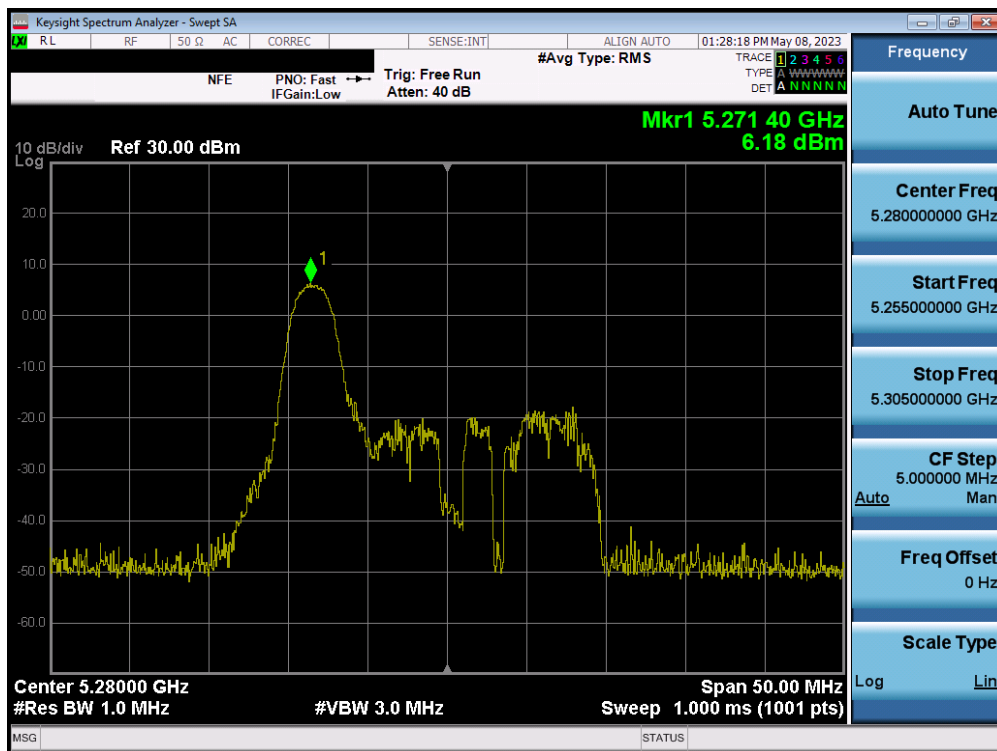 Keysight Spectrum Analyzer - Swept SA
LXI RL RF 50 Ω AC CORREC SENSE:INT ALIGN AUTO 01:28:18 PM May 08, 2023
NFE PNO: Fast Trig: Free Run #Avg Type: RMS TRACE 1 2 3 4 5 6
IFGain:Low Atten: 40 dB TYPE A WWWWW
DET A N N N N N
Mkr1 5.271 40 GHz
6.18 dBm
10 dB/div Ref 30.00 dBm
Log
20.0
10.0
1
0.00
-10.0
-20.0
-30.0
-40.0
-50.0
-60.0
Center 5.28000 GHz Span 50.00 MHz
#Res BW 1.0 MHz #VBW 3.0 MHz Sweep 1.000 ms (1001 pts)
MSG STATUS
Frequency
Auto Tune
Center Freq
5.280000000 GHz
Start Freq
5.255000000 GHz
Stop Freq
5.305000000 GHz
CF Step
5.000000 MHz
Auto Man
Freq Offset
0 Hz
Scale Type
Log Lin